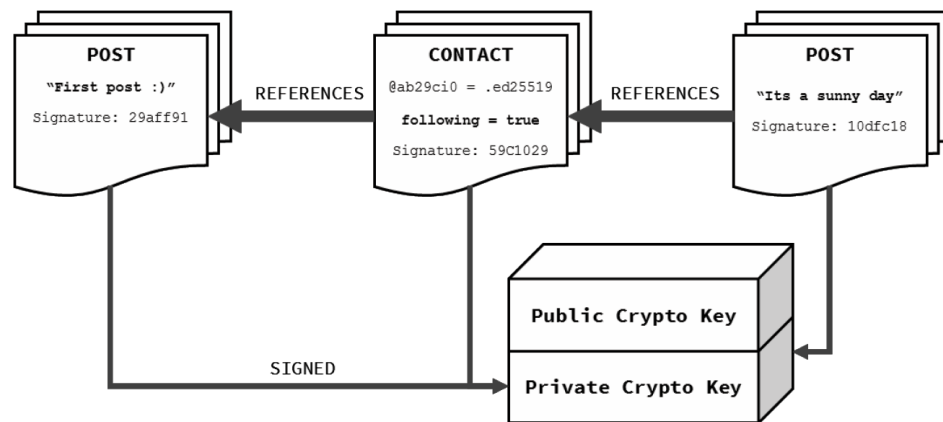 POST
“First post :)”
Signature: 29aff91
REFERENCES
CONTACT
@ab29ci0 = .ed25519
following = true
Signature: 59C1029
REFERENCES
POST
“Its a sunny day”
Signature: 10dfc18
Public Crypto Key
Private Crypto Key
SIGNED